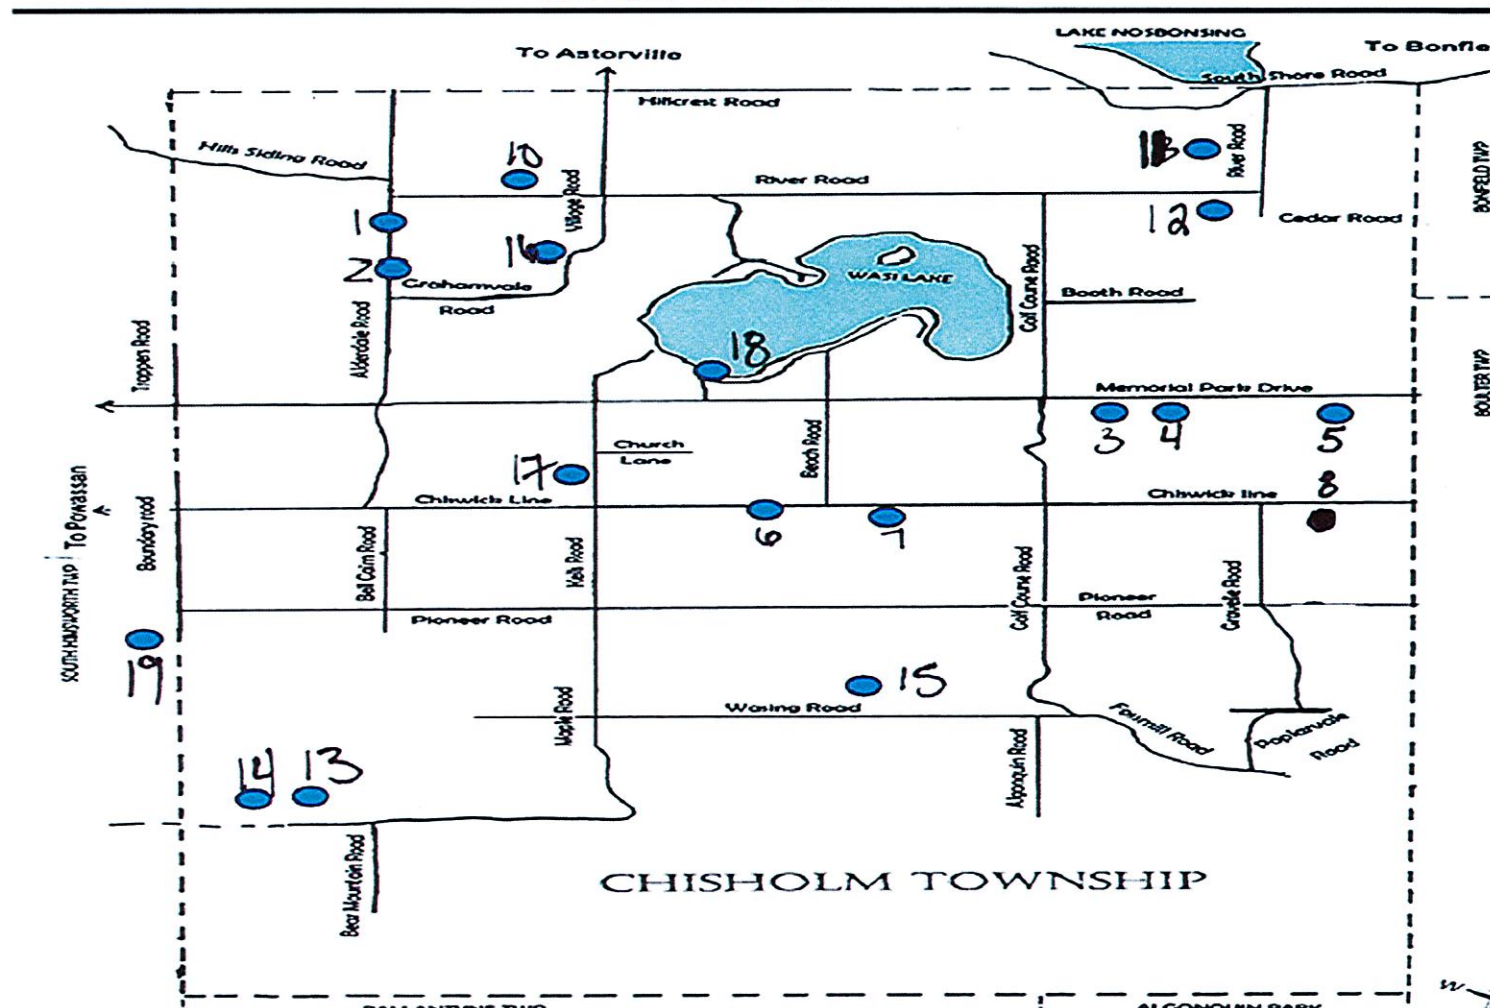 LAKE NOSBONSING
To Astorville
To Bonfie
South Shore Road
Hillcrest Road
Hills Siding Road
10
River Road
River Road
Village Road
BONFIELD TWP
1
12
Cedar Road
16
2
Grahamvale
Road
WASI LAKE
Golf Course Road
Booth Road
Trappen Road
Alderdale Road
18
Memorial Park Drive
BOULTER TWP
3
4
5
Church
Lane
Beach Road
17
Chiswick Line
Chiswick line
8
To Powassan
Boundary road
6
7
Bell Cairn Road
Kells Road
Golf Course Road
Pioneer
Road
Gravelle Road
Pioneer Road
SOUTH HIMSWORTH TWP
19
15
Maple Road
Wasing Road
Fossmill Road
Poplarvale
Road
Algonquin Road
14
13
Bear Mountain Road
CHISHOLM TOWNSHIP
ALGONQUIN PARK